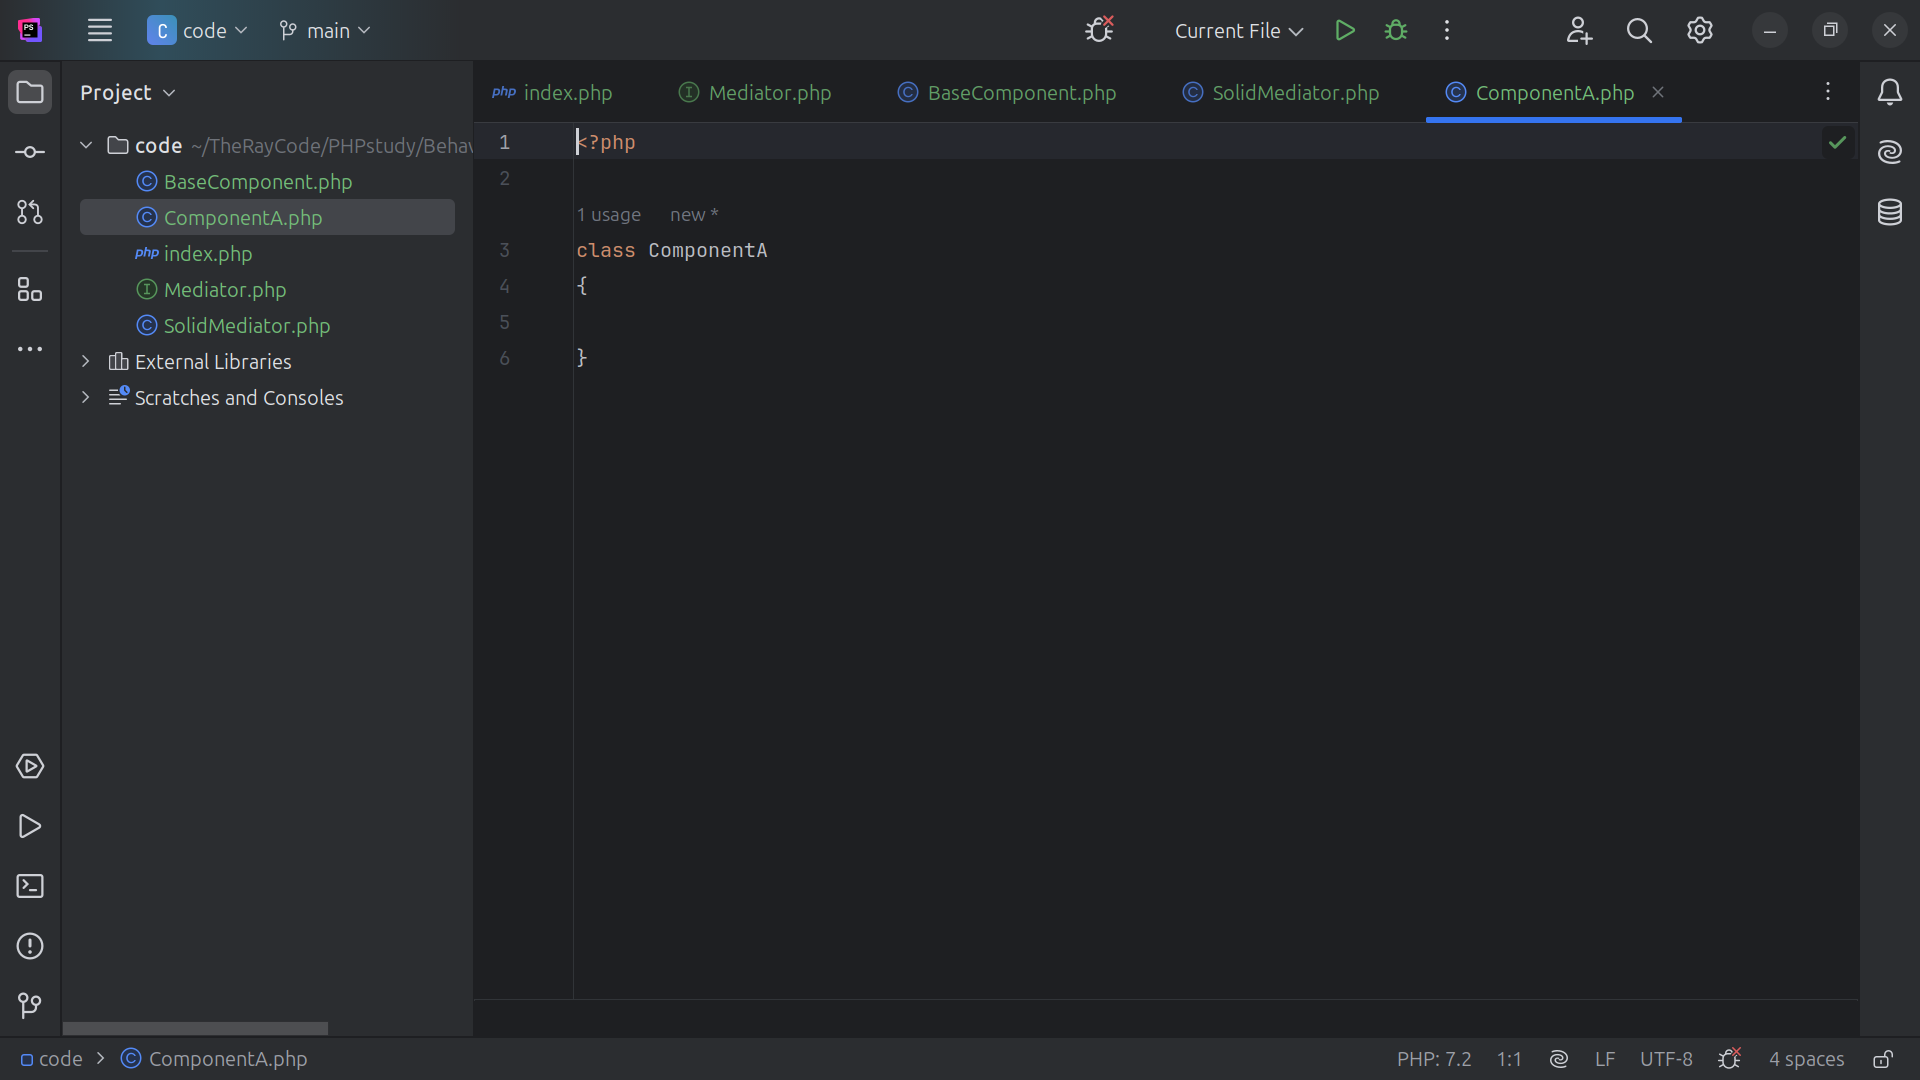 PS
C code
main
Current File
Project
php index.php
I Mediator.php
C BaseComponent.php
C SolidMediator.php
C ComponentA.php
code ~/TheRayCode/PHPstudy/Behav
C BaseComponent.php
C ComponentA.php
php index.php
I Mediator.php
C SolidMediator.php
External Libraries
Scratches and Consoles
1 <?php
2
1 usage new *
3 class ComponentA
4 {
5
6 }
code > C ComponentA.php
PHP: 7.2 1:1 LF UTF-8 4 spaces